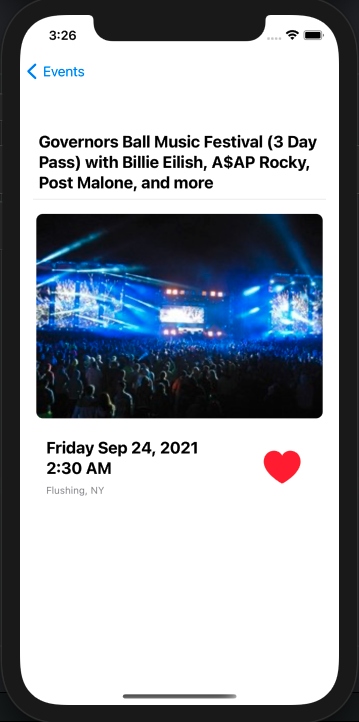 3:26
Events
Governors Ball Music Festival (3 Day
Pass) with Billie Eilish, A$AP Rocky,
Post Malone, and more
Friday Sep 24, 2021
2:30 AM
Flushing, NY